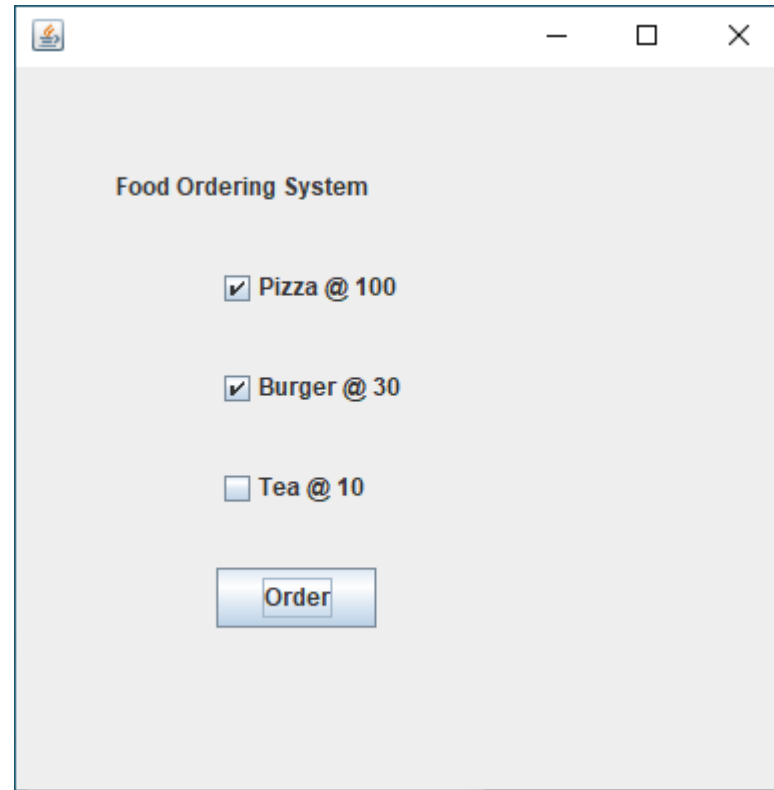 Food Ordering System
Pizza @ 100
Burger @ 30
Tea @ 10
Order